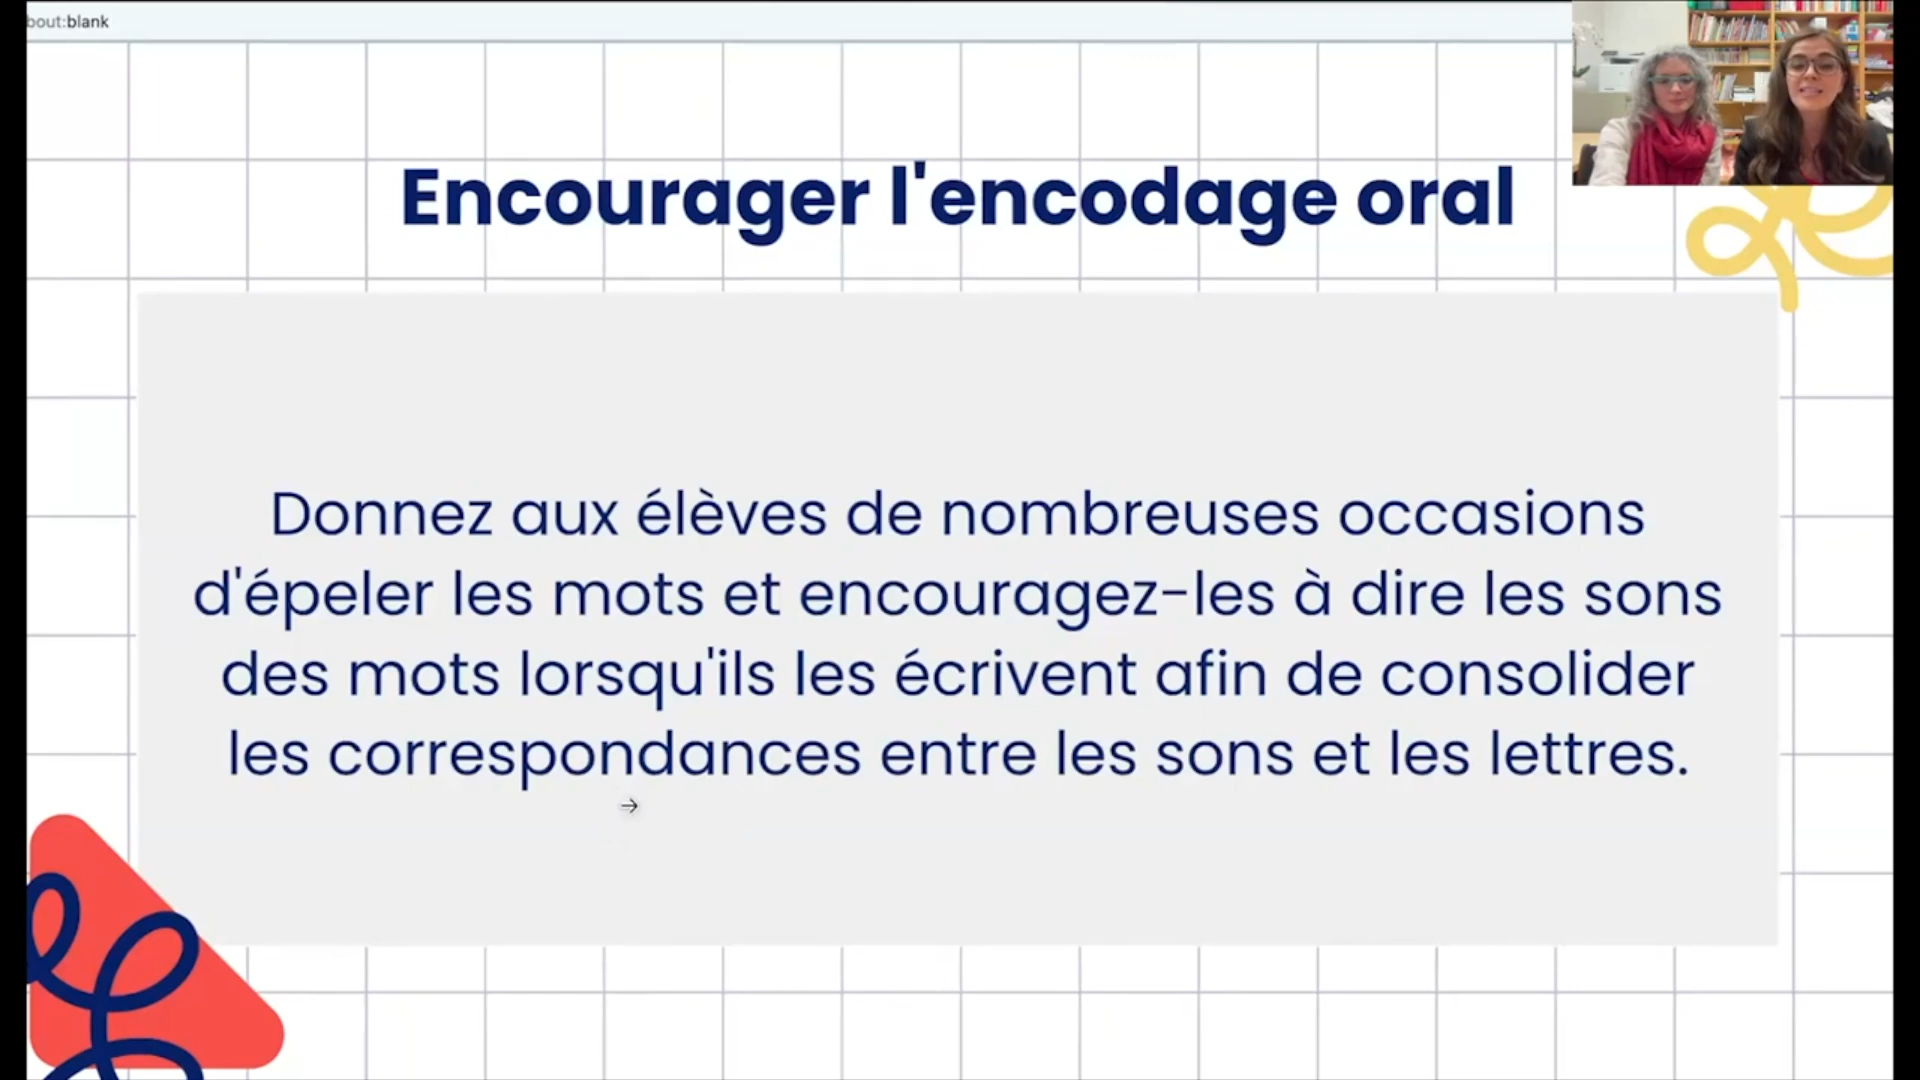 bout:blank
Encourager l'encodage oral
Donnez aux élèves de nombreuses occasions
d'épeler les mots et encouragez-les à dire les sons
des mots lorsqu'ils les écrivent afin de consolider
les correspondances entre les sons et les lettres.